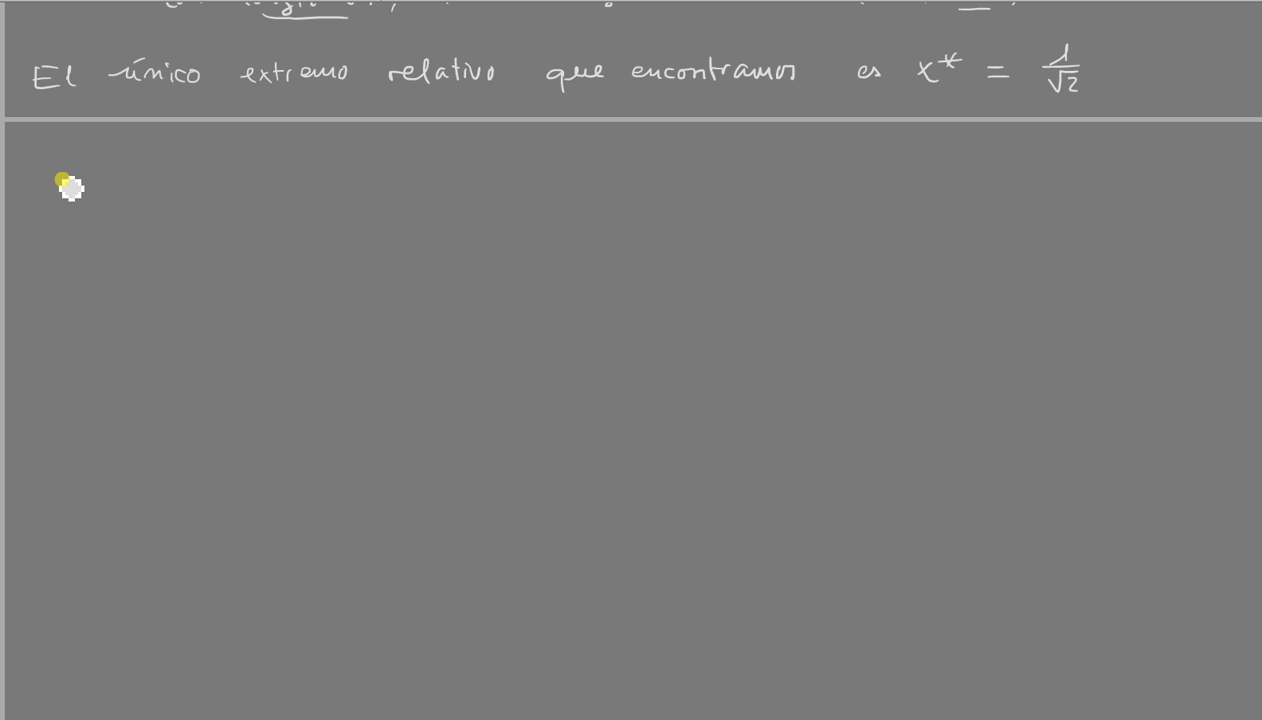 El único extremo relativo que encontramos es x* = 1/√2